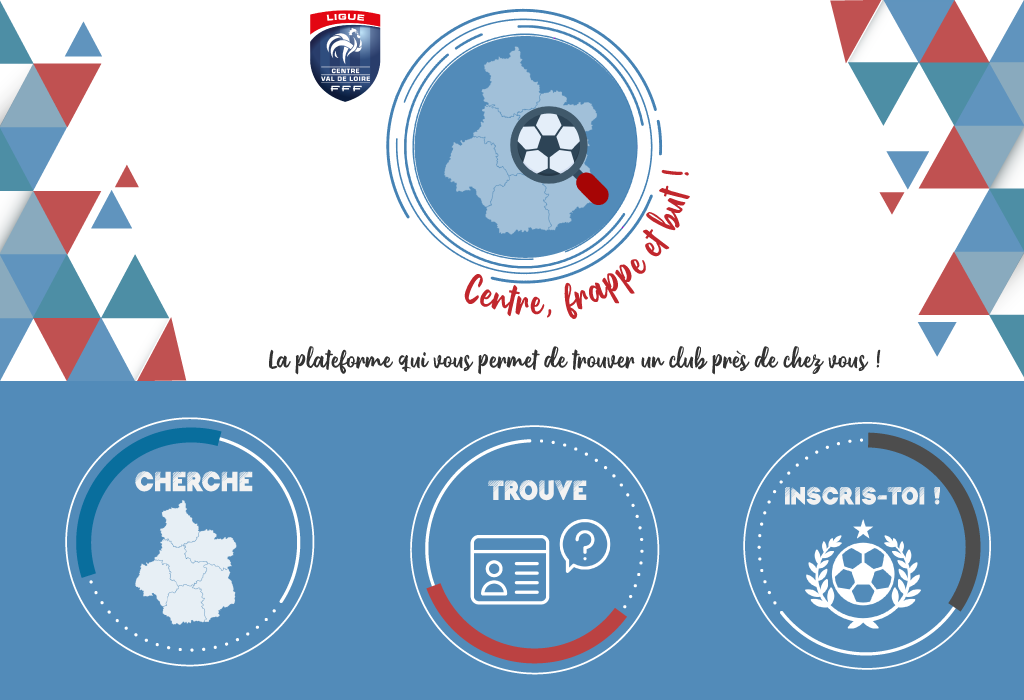 LIGUE
CENTRE
VAL DE LOIRE
FFF
Centre, frappe et but !
La plateforme qui vous permet de trouver un club près de chez vous !
CHERCHE
TROUVE
?
INSCRIS-TOI !